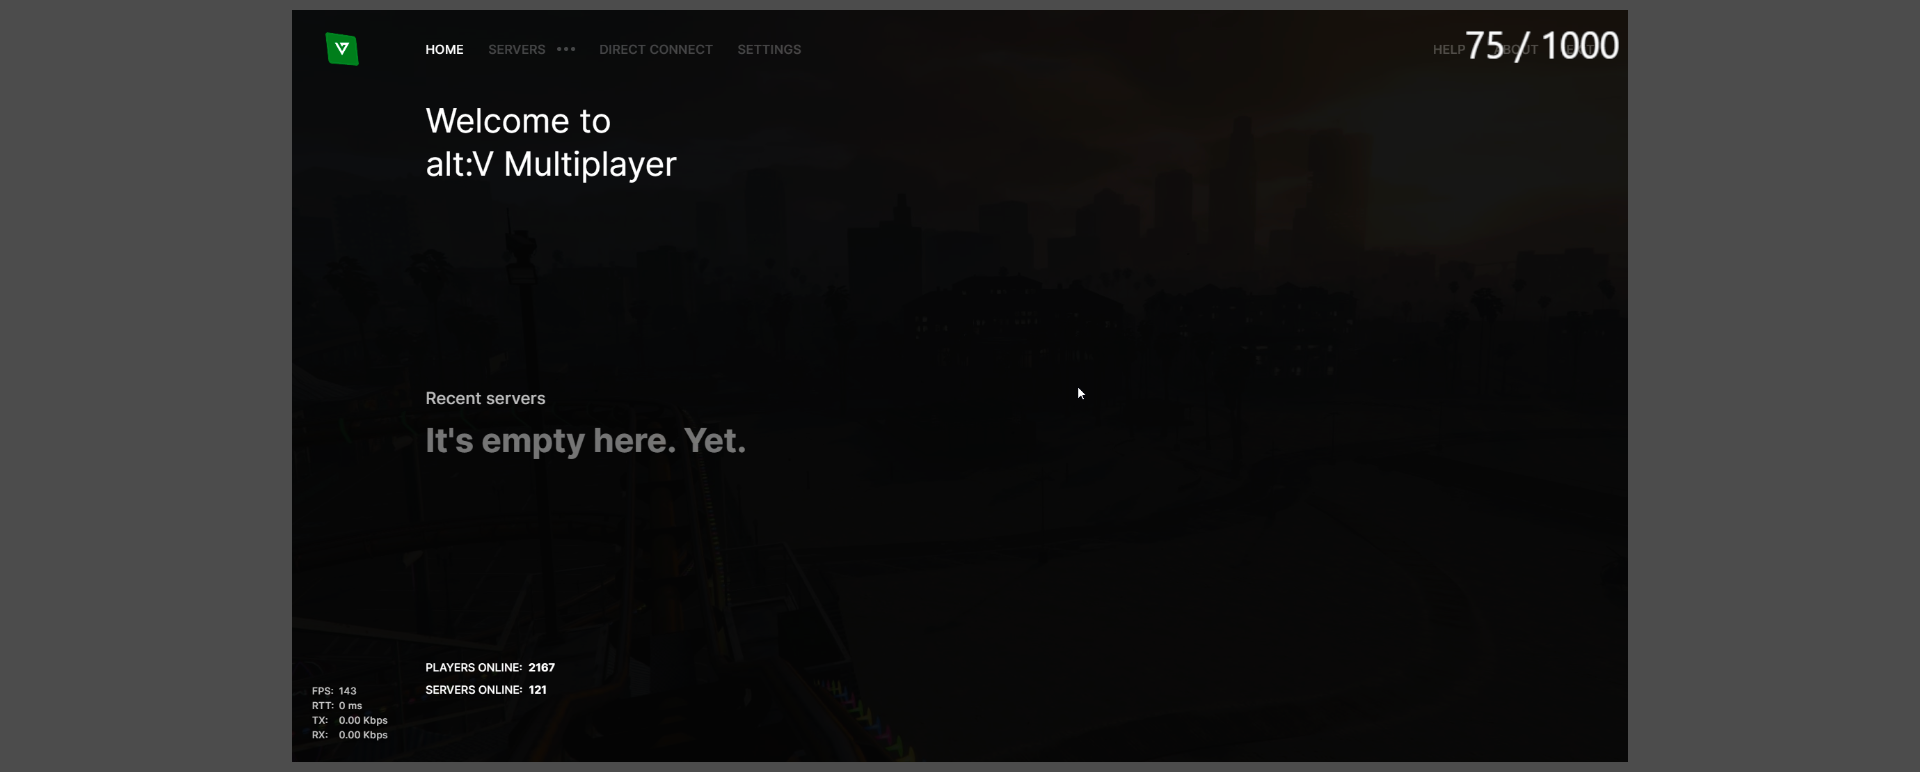 HOME SERVERS ••• DIRECT CONNECT SETTINGS HELP ABOUT
75 / 1000
Welcome to
alt:V Multiplayer
Recent servers
It's empty here. Yet.
PLAYERS ONLINE: 2167
SERVERS ONLINE: 121
FPS: 143
RTT: 0 ms
TX: 0.00 Kbps
RX: 0.00 Kbps